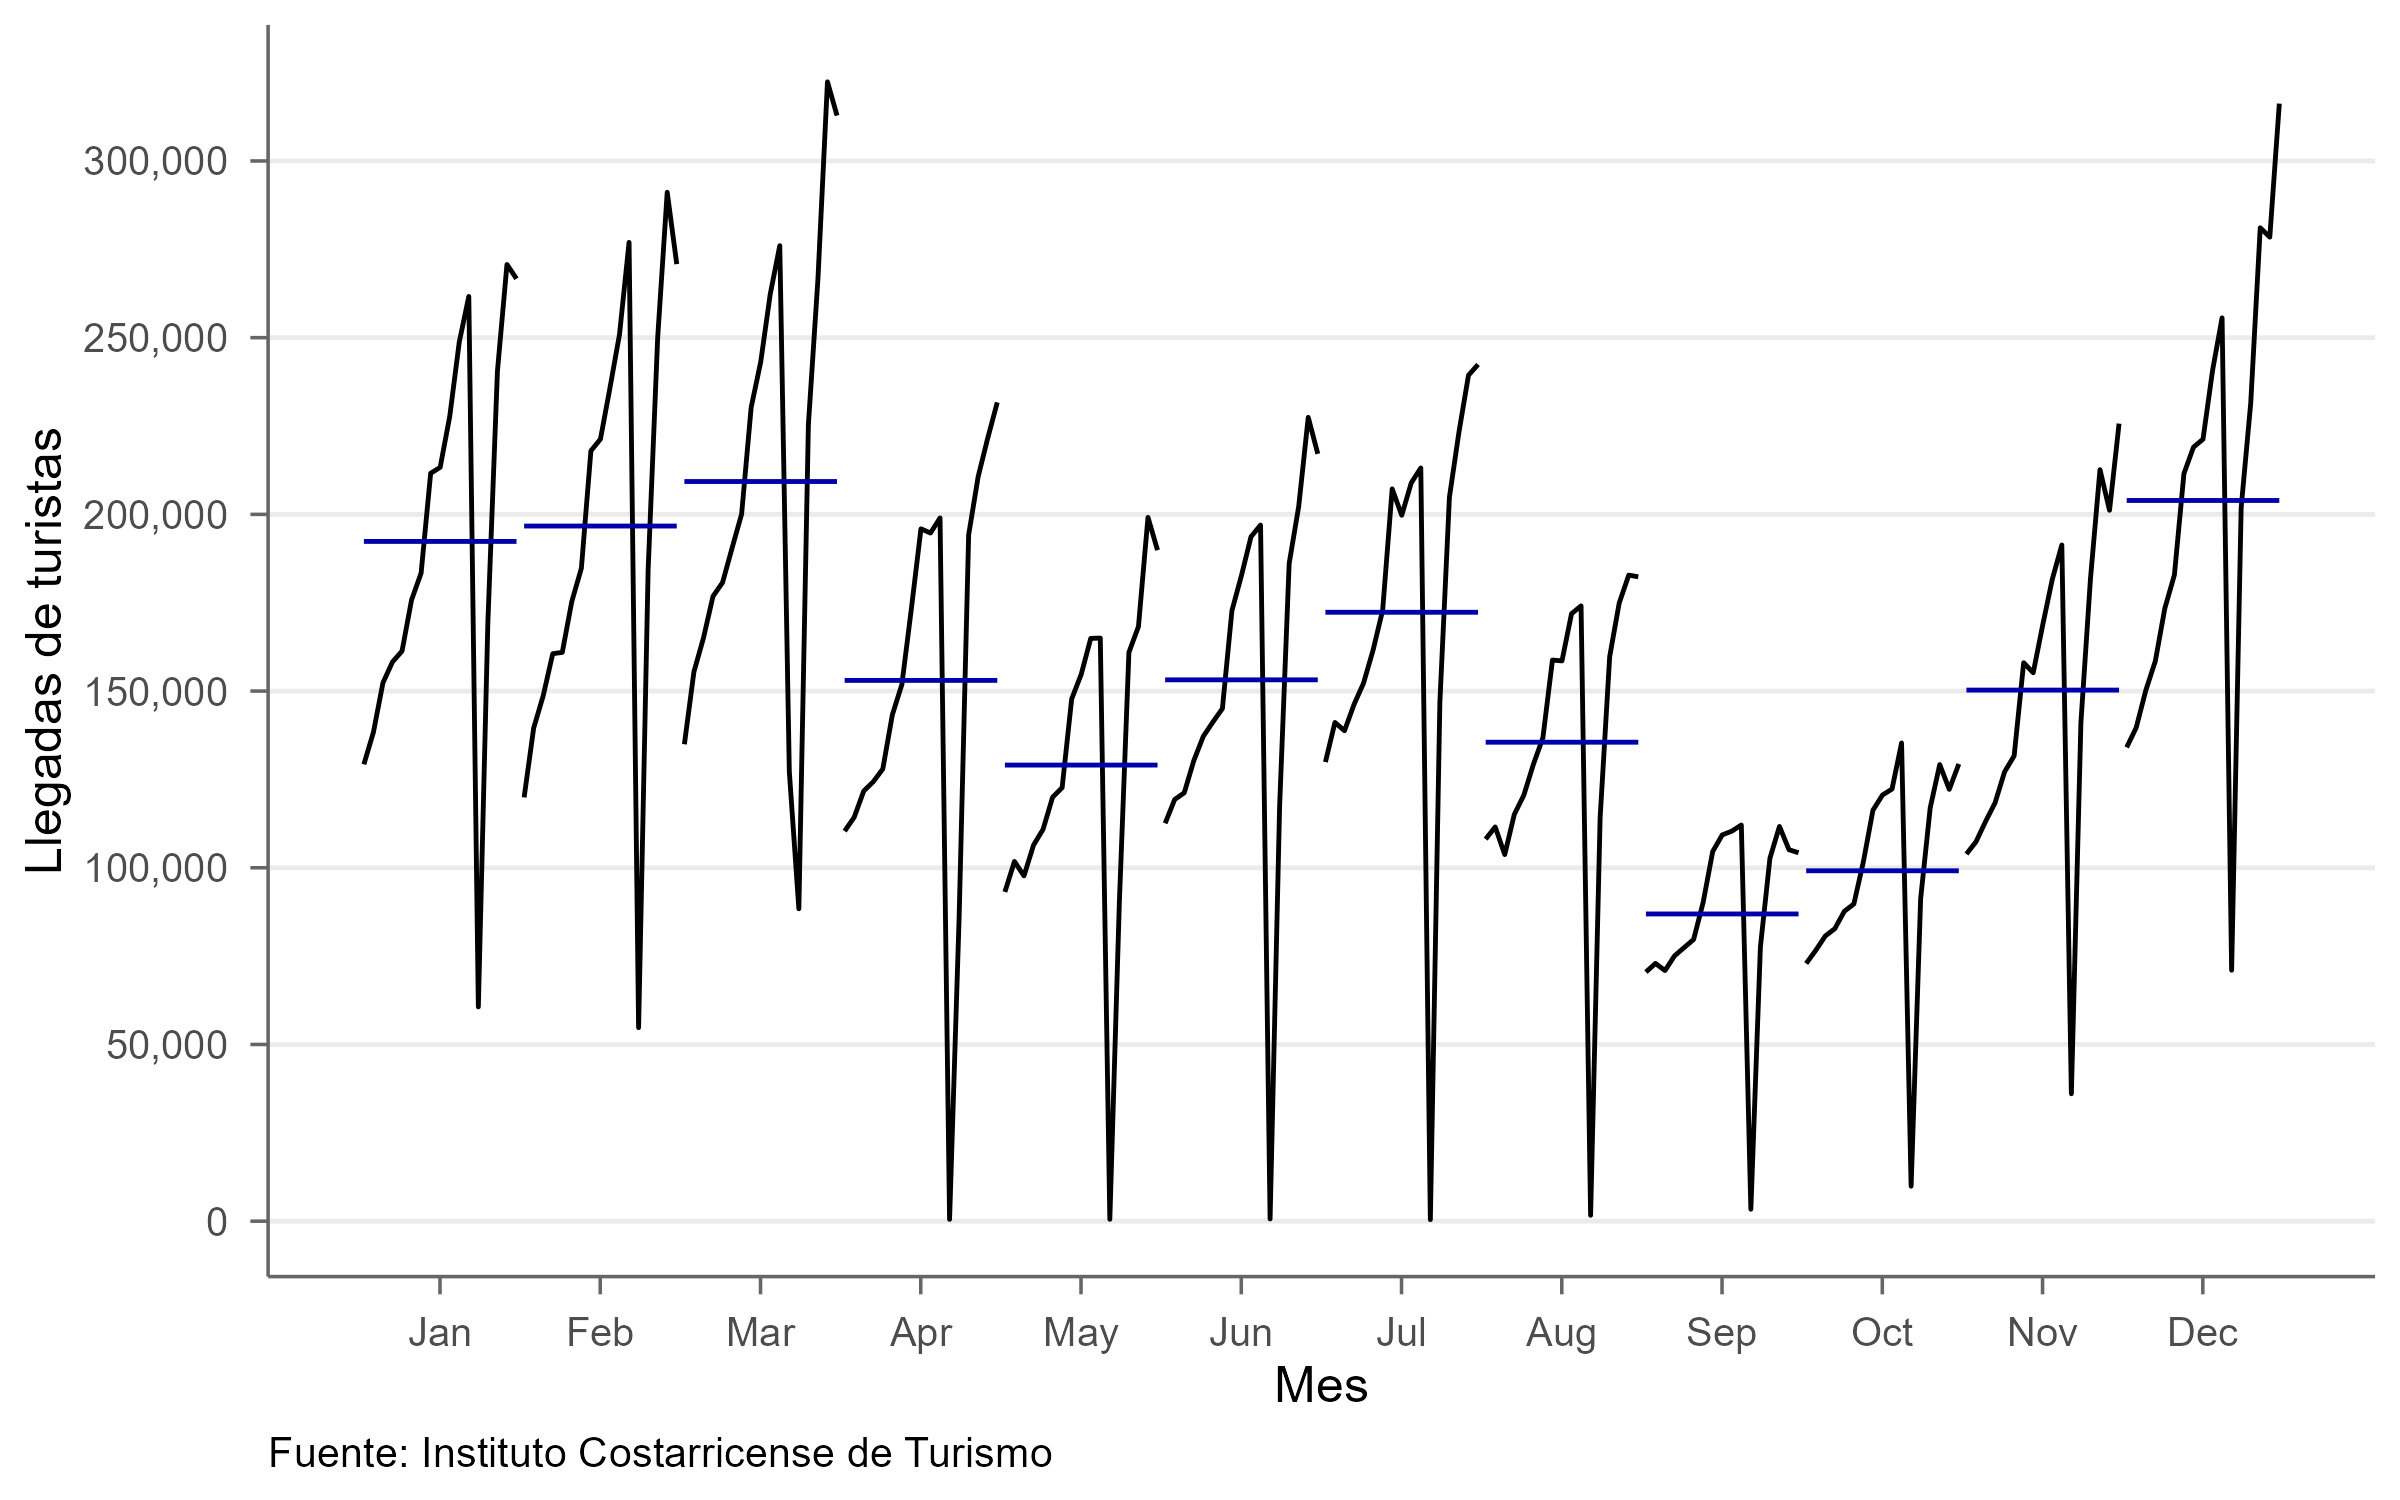 Llegadas de turistas
300,000
250,000
200,000
150,000
100,000
50,000
0
Jan Feb Mar Apr May Jun Jul Aug Sep Oct Nov Dec
Mes
Fuente: Instituto Costarricense de Turismo